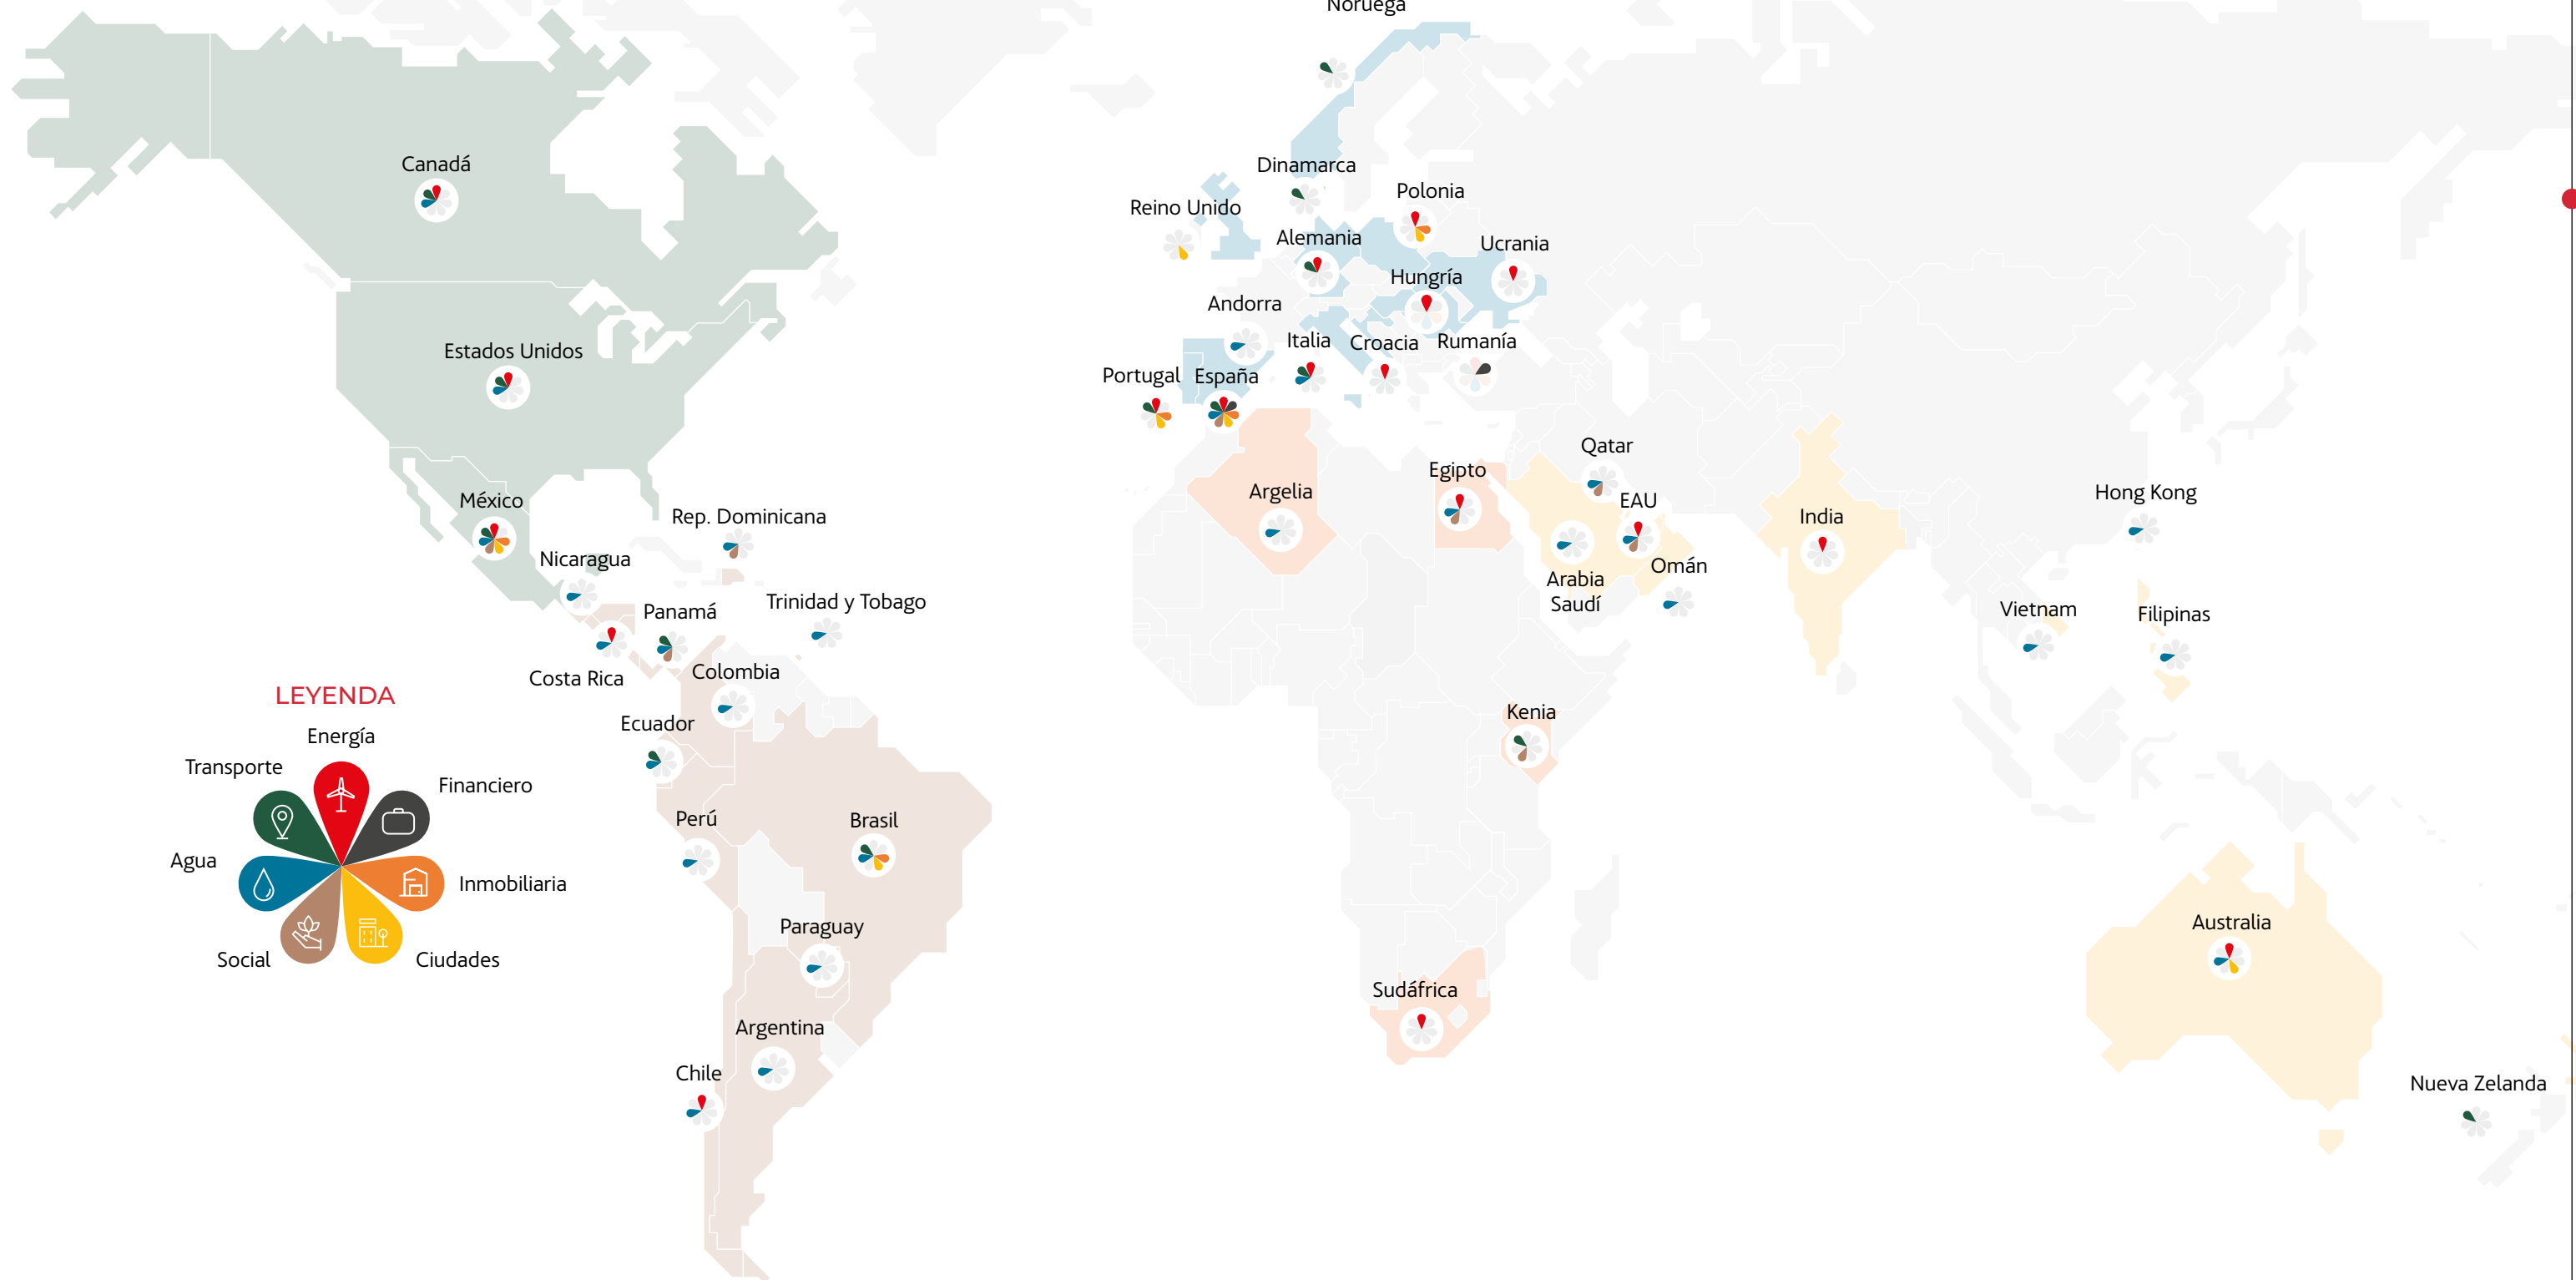 Noruega
Canadá
Dinamarca
Polonia
Reino Unido
Alemania
Ucrania
Hungría
Andorra
Italia
Croacia
Rumanía
Estados Unidos
Portugal
España
Qatar
Egipto
Argelia
EAU
Hong Kong
México
Rep. Dominicana
India
Nicaragua
Omán
Arabia
Saudí
Trinidad y Tobago
Panamá
Vietnam
Filipinas
Costa Rica
Colombia
Kenia
Ecuador
LEYENDA
Energía
Transporte
Financiero
Agua
Inmobiliaria
Social
Ciudades
Perú
Brasil
Paraguay
Australia
Sudáfrica
Argentina
Chile
Nueva Zelanda